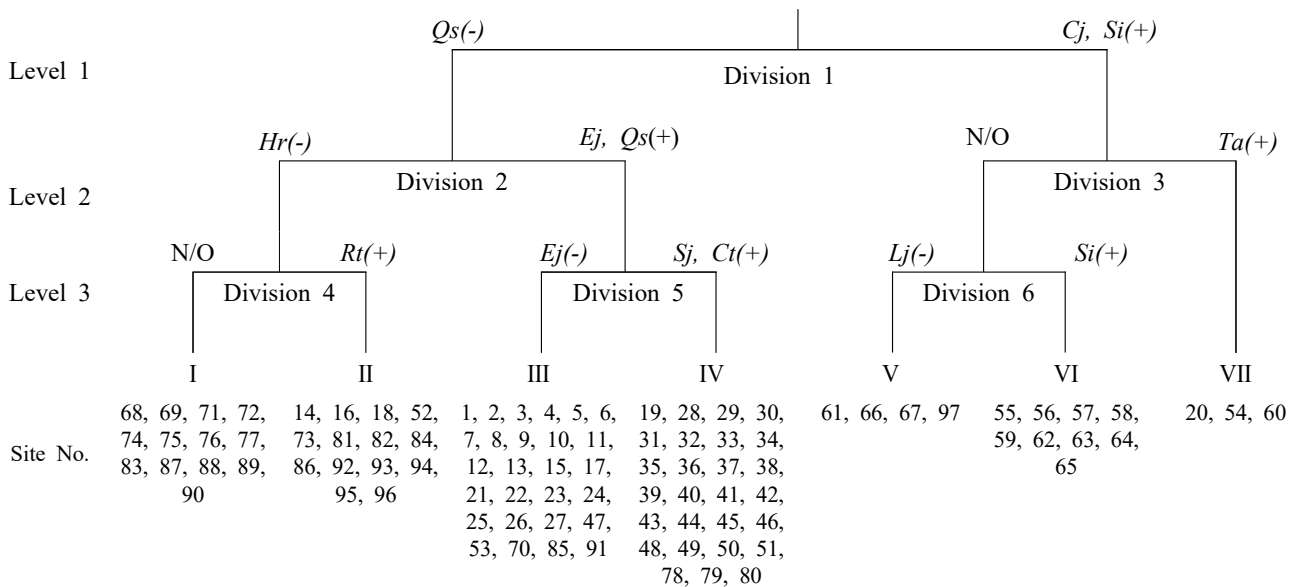 Qs(-) Cj, Si(+)
Level 1 Division 1
Hr(-) Ej, Qs(+) N/O Ta(+)
Level 2 Division 2 Division 3
N/O Rt(+) Ej(-) Sj, Ct(+) Lj(-) Si(+)
Level 3 Division 4 Division 5 Division 6
I II III IV V VI VII
Site No.
68, 69, 71, 72,
74, 75, 76, 77,
83, 87, 88, 89,
90
14, 16, 18, 52,
73, 81, 82, 84,
86, 92, 93, 94,
95, 96
1, 2, 3, 4, 5, 6,
7, 8, 9, 10, 11,
12, 13, 15, 17,
21, 22, 23, 24,
25, 26, 27, 47,
53, 70, 85, 91
19, 28, 29, 30,
31, 32, 33, 34,
35, 36, 37, 38,
39, 40, 41, 42,
43, 44, 45, 46,
48, 49, 50, 51,
78, 79, 80
61, 66, 67, 97
55, 56, 57, 58,
59, 62, 63, 64,
65
20, 54, 60